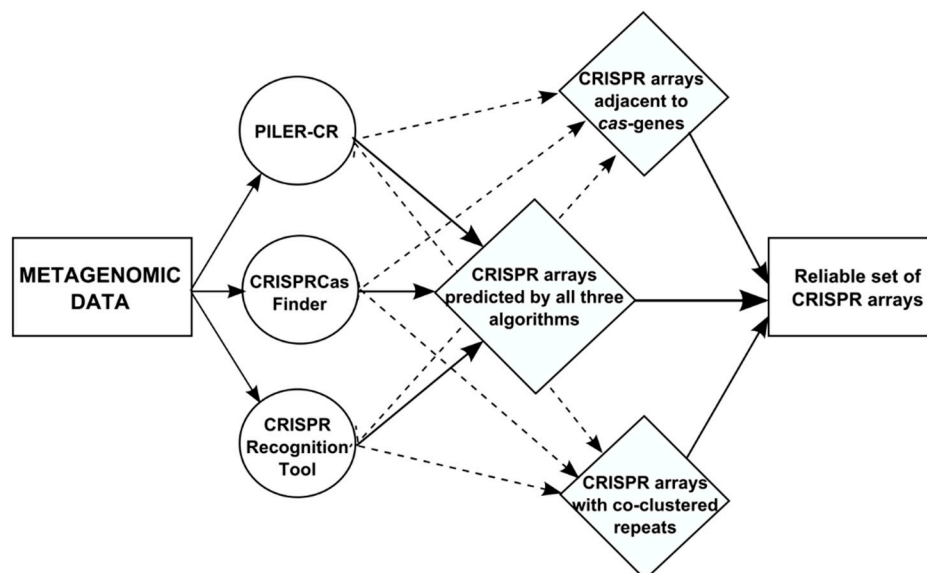 METAGENOMIC
DATA
PILER-CR
CRISPRCas
Finder
CRISPR
Recognition
Tool
CRISPR arrays
adjacent to
cas-genes
CRISPR arrays
predicted by all three
algorithms
CRISPR arrays
with co-clustered
repeats
Reliable set of
CRISPR arrays